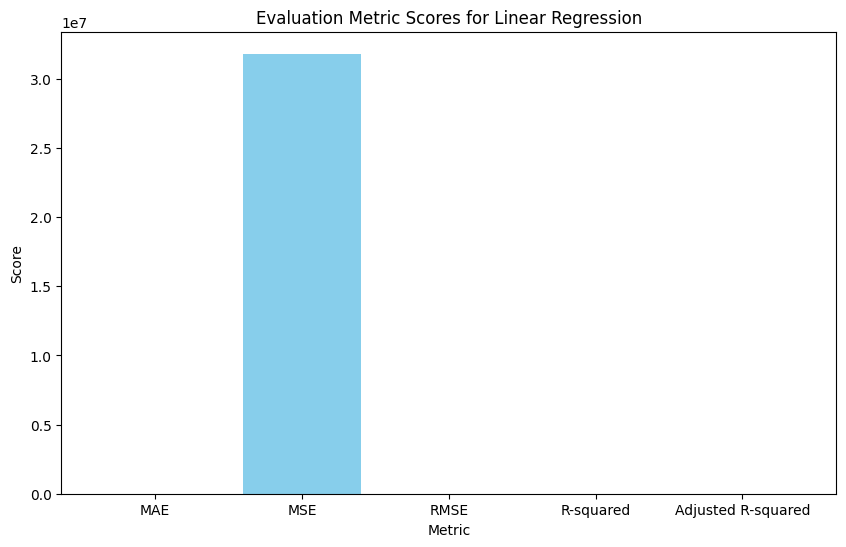 Evaluation Metric Scores for Linear Regression
1e7
3.0
2.5
2.0
1.5
1.0
0.5
0.0
Score
MAE MSE RMSE R-squared Adjusted R-squared
Metric